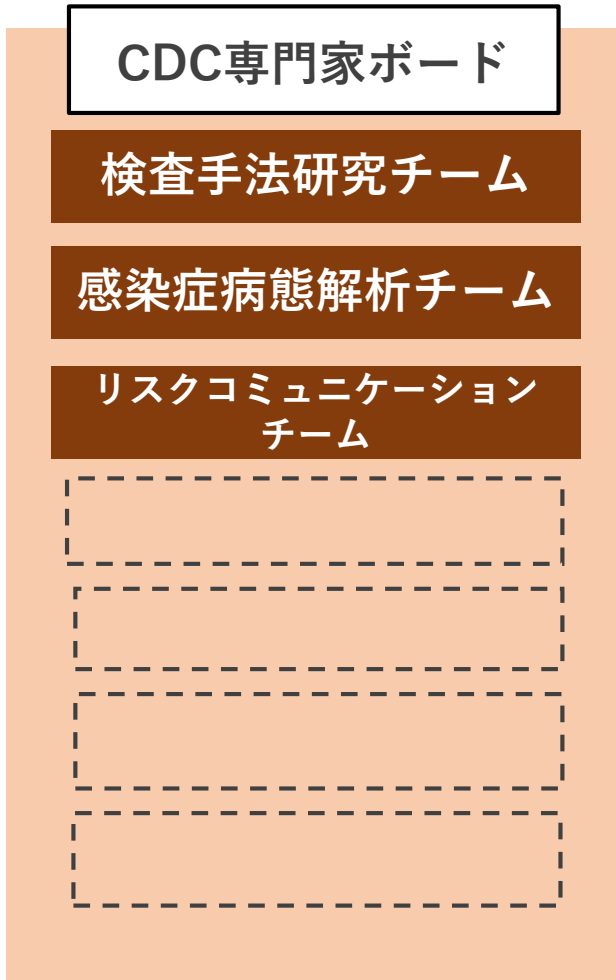 CDC専門家ボード
検査手法研究チーム
感染症病態解析チーム
リスクコミュニケーション
チーム